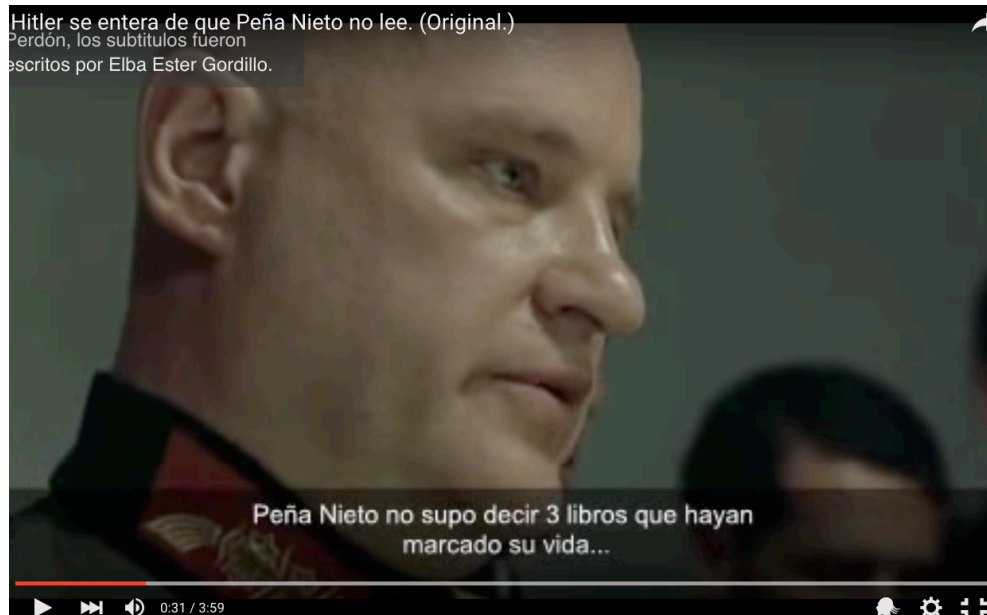 Hitler se entera de que Peña Nieto no lee. (Original.)
Perdón, los subtitulos fueron
escritos por Elba Ester Gordillo.
Peña Nieto no supo decir 3 libros que hayan
marcado su vida...
0:31 / 3:59